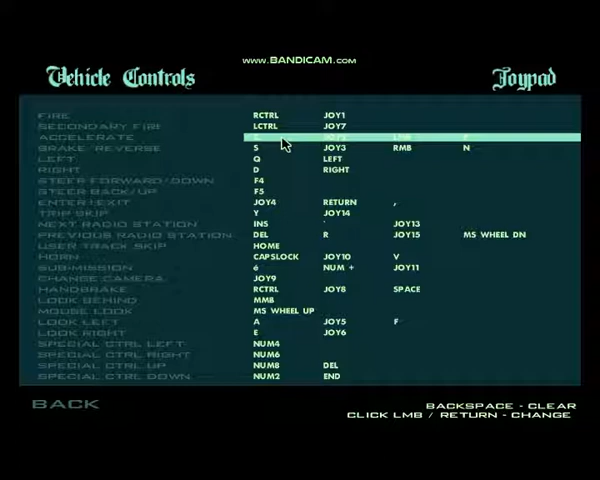 www.BANDICAM.com
Vehicle Controls Joypad
FIRE RCTRL JOY1
SECONDARY FIRE LCTRL JOY7
ACCELERATE
BRAKE/REVERSE S JOY3 RMB N
LEFT Q LEFT
RIGHT D RIGHT
STEER FORWARD/DOWN F4
STEER BACK/UP F5
ENTER+EXIT JOY4 RETURN ,
TRIP SKIP Y JOY14
NEXT RADIO STATION INS ' JOY13
PREVIOUS RADIO STATION DEL R JOY15 MS WHEEL DN
USER TRACK SKIP HOME
HORN CAPSLOCK JOY10 V
SUB-MISSION 6 NUM + JOY11
CHANGE CAMERA JOY9
HANDBRAKE RCTRL JOY8 SPACE
LOOK BEHIND MMB
MOUSE LOOK MS WHEEL UP
LOOK LEFT A JOY5 F
LOOK RIGHT E JOY6
SPECIAL CTRL LEFT NUM4
SPECIAL CTRL RIGHT NUM6
SPECIAL CTRL UP NUM8 DEL
SPECIAL CTRL DOWN NUM2 END
BACK BACKSPACE - CLEAR
CLICK LMB / RETURN - CHANGE